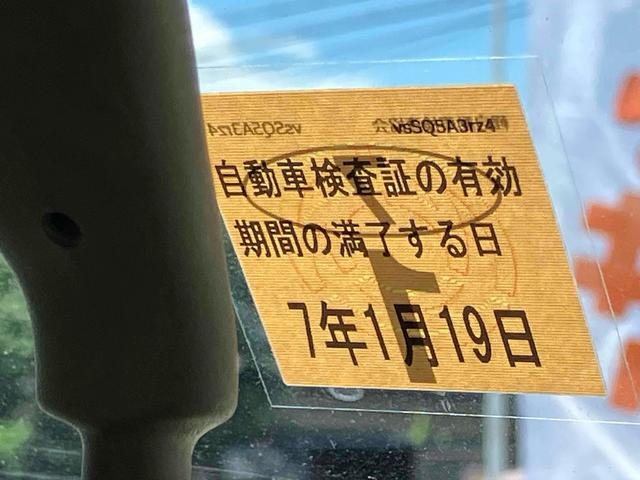 vsSQ5A3rz4
自動車検査証の有効
期間の満了する日
7年1月19日